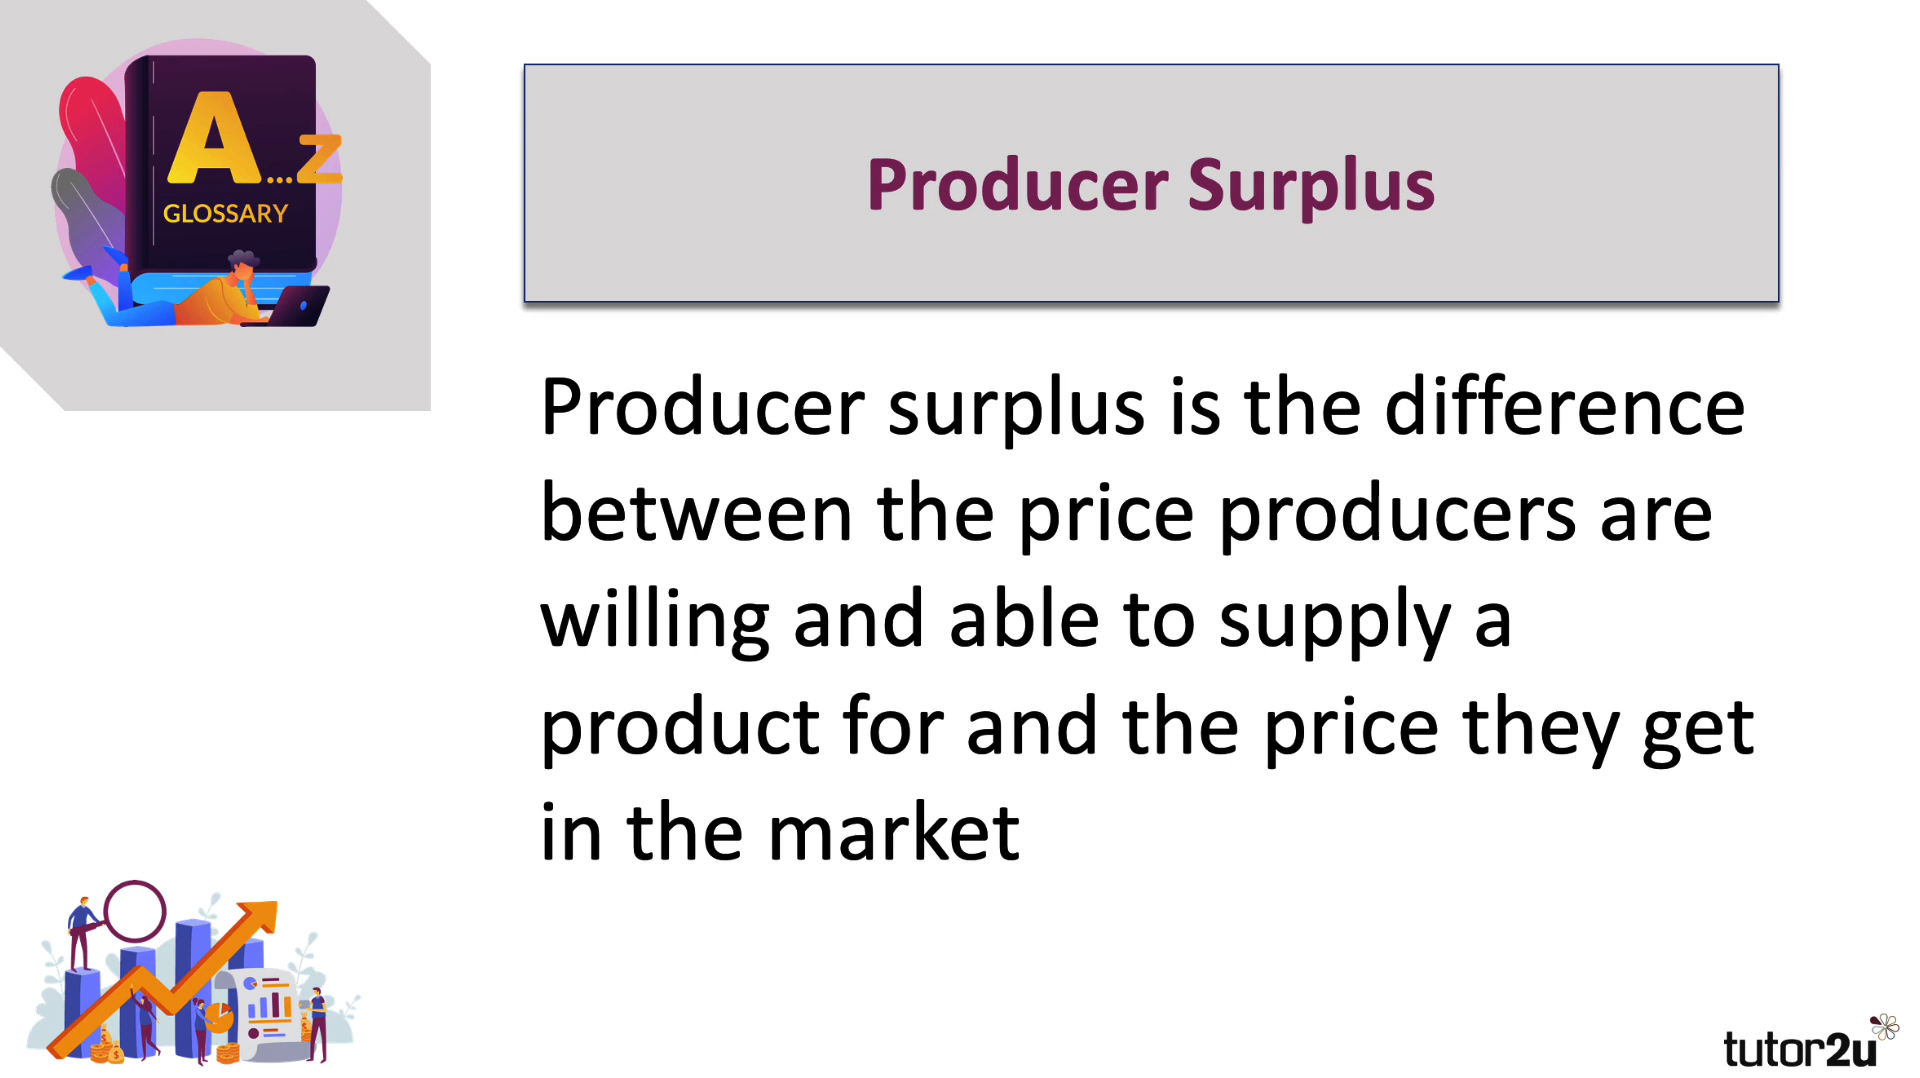 A...Z
GLOSSARY
Producer Surplus
Producer surplus is the difference
between the price producers are
willing and able to supply a
product for and the price they get
in the market
tutor2u